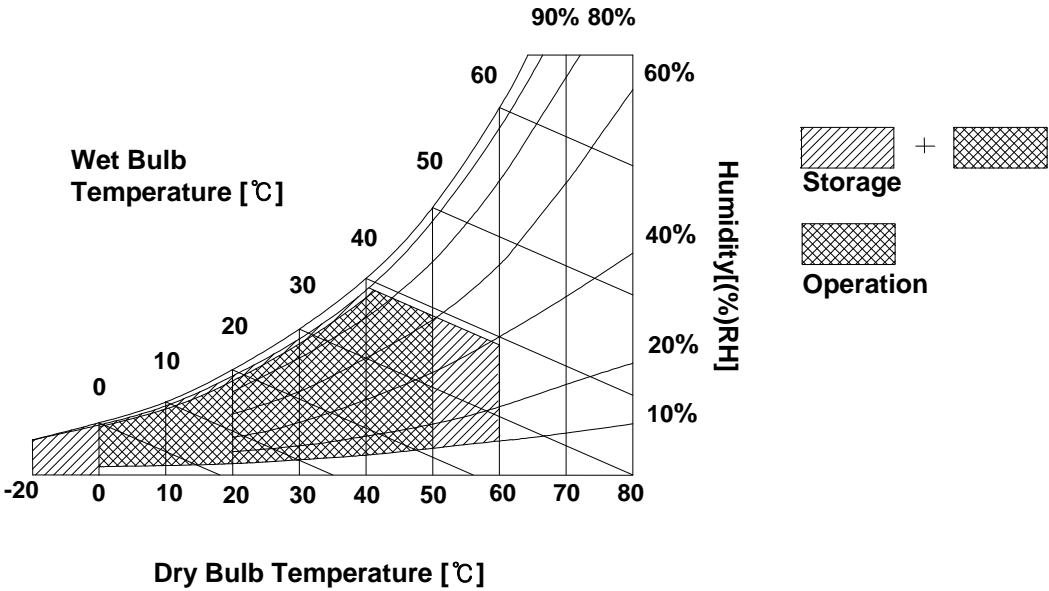 90% 80%
60
60%
50
Wet Bulb
Temperature [℃]
Storage
+
40
40%
Humidity[(%)RH]
30
Operation
20
20%
10
0
10%
-20 0 10 20 30 40 50 60 70 80
Dry Bulb Temperature [℃]